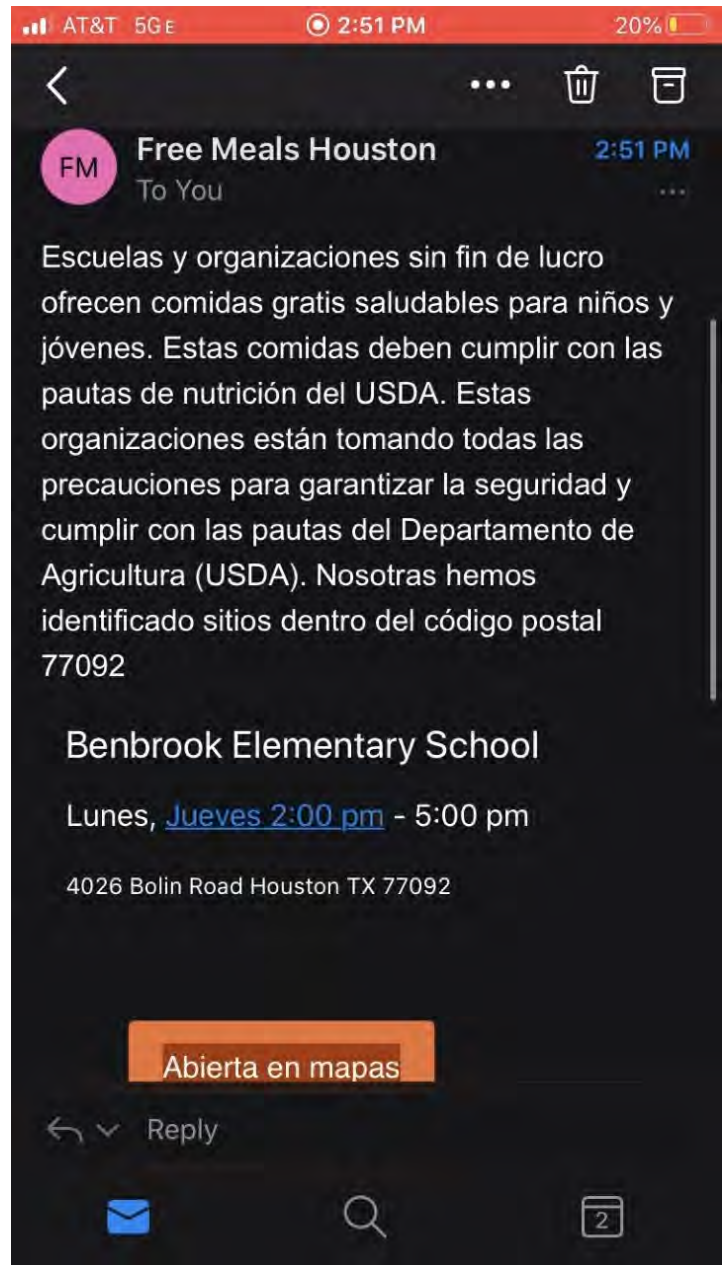 AT&T 5GE 2:51 PM 20%
Free Meals Houston 2:51 PM
FM
To You
Escuelas y organizaciones sin fin de lucro
ofrecen comidas gratis saludables para niños y
jóvenes. Estas comidas deben cumplir con las
pautas de nutrición del USDA. Estas
organizaciones están tomando todas las
precauciones para garantizar la seguridad y
cumplir con las pautas del Departamento de
Agricultura (USDA). Nosotras hemos
identificado sitios dentro del código postal
77092
Benbrook Elementary School
Lunes, Jueves 2:00 pm - 5:00 pm
4026 Bolin Road Houston TX 77092
Abierta en mapas
Reply
2